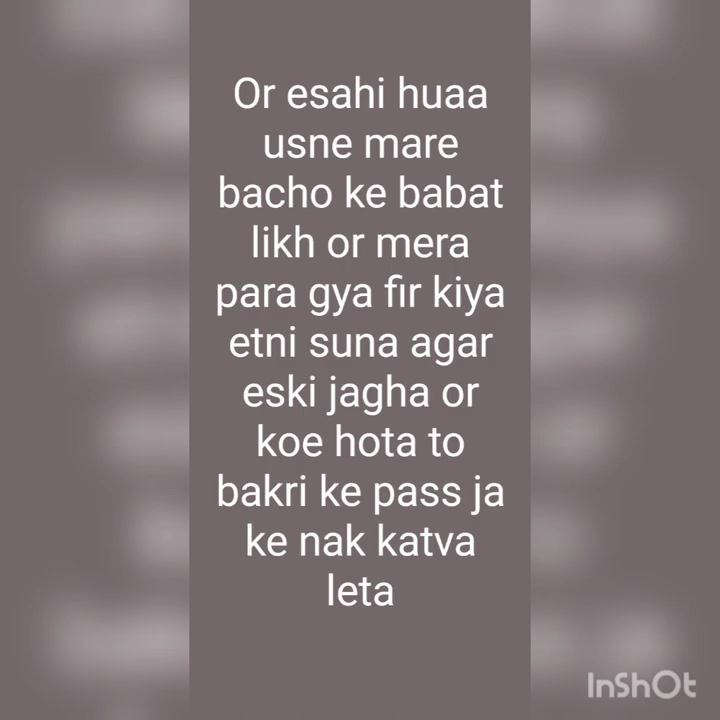 Or esahi huaa
usne mare
bacho ke babat
likh or mera
para gya fir kiya
etni suna agar
eski jagha or
koe hota to
bakri ke pass ja
ke nak katva
leta
InShOt